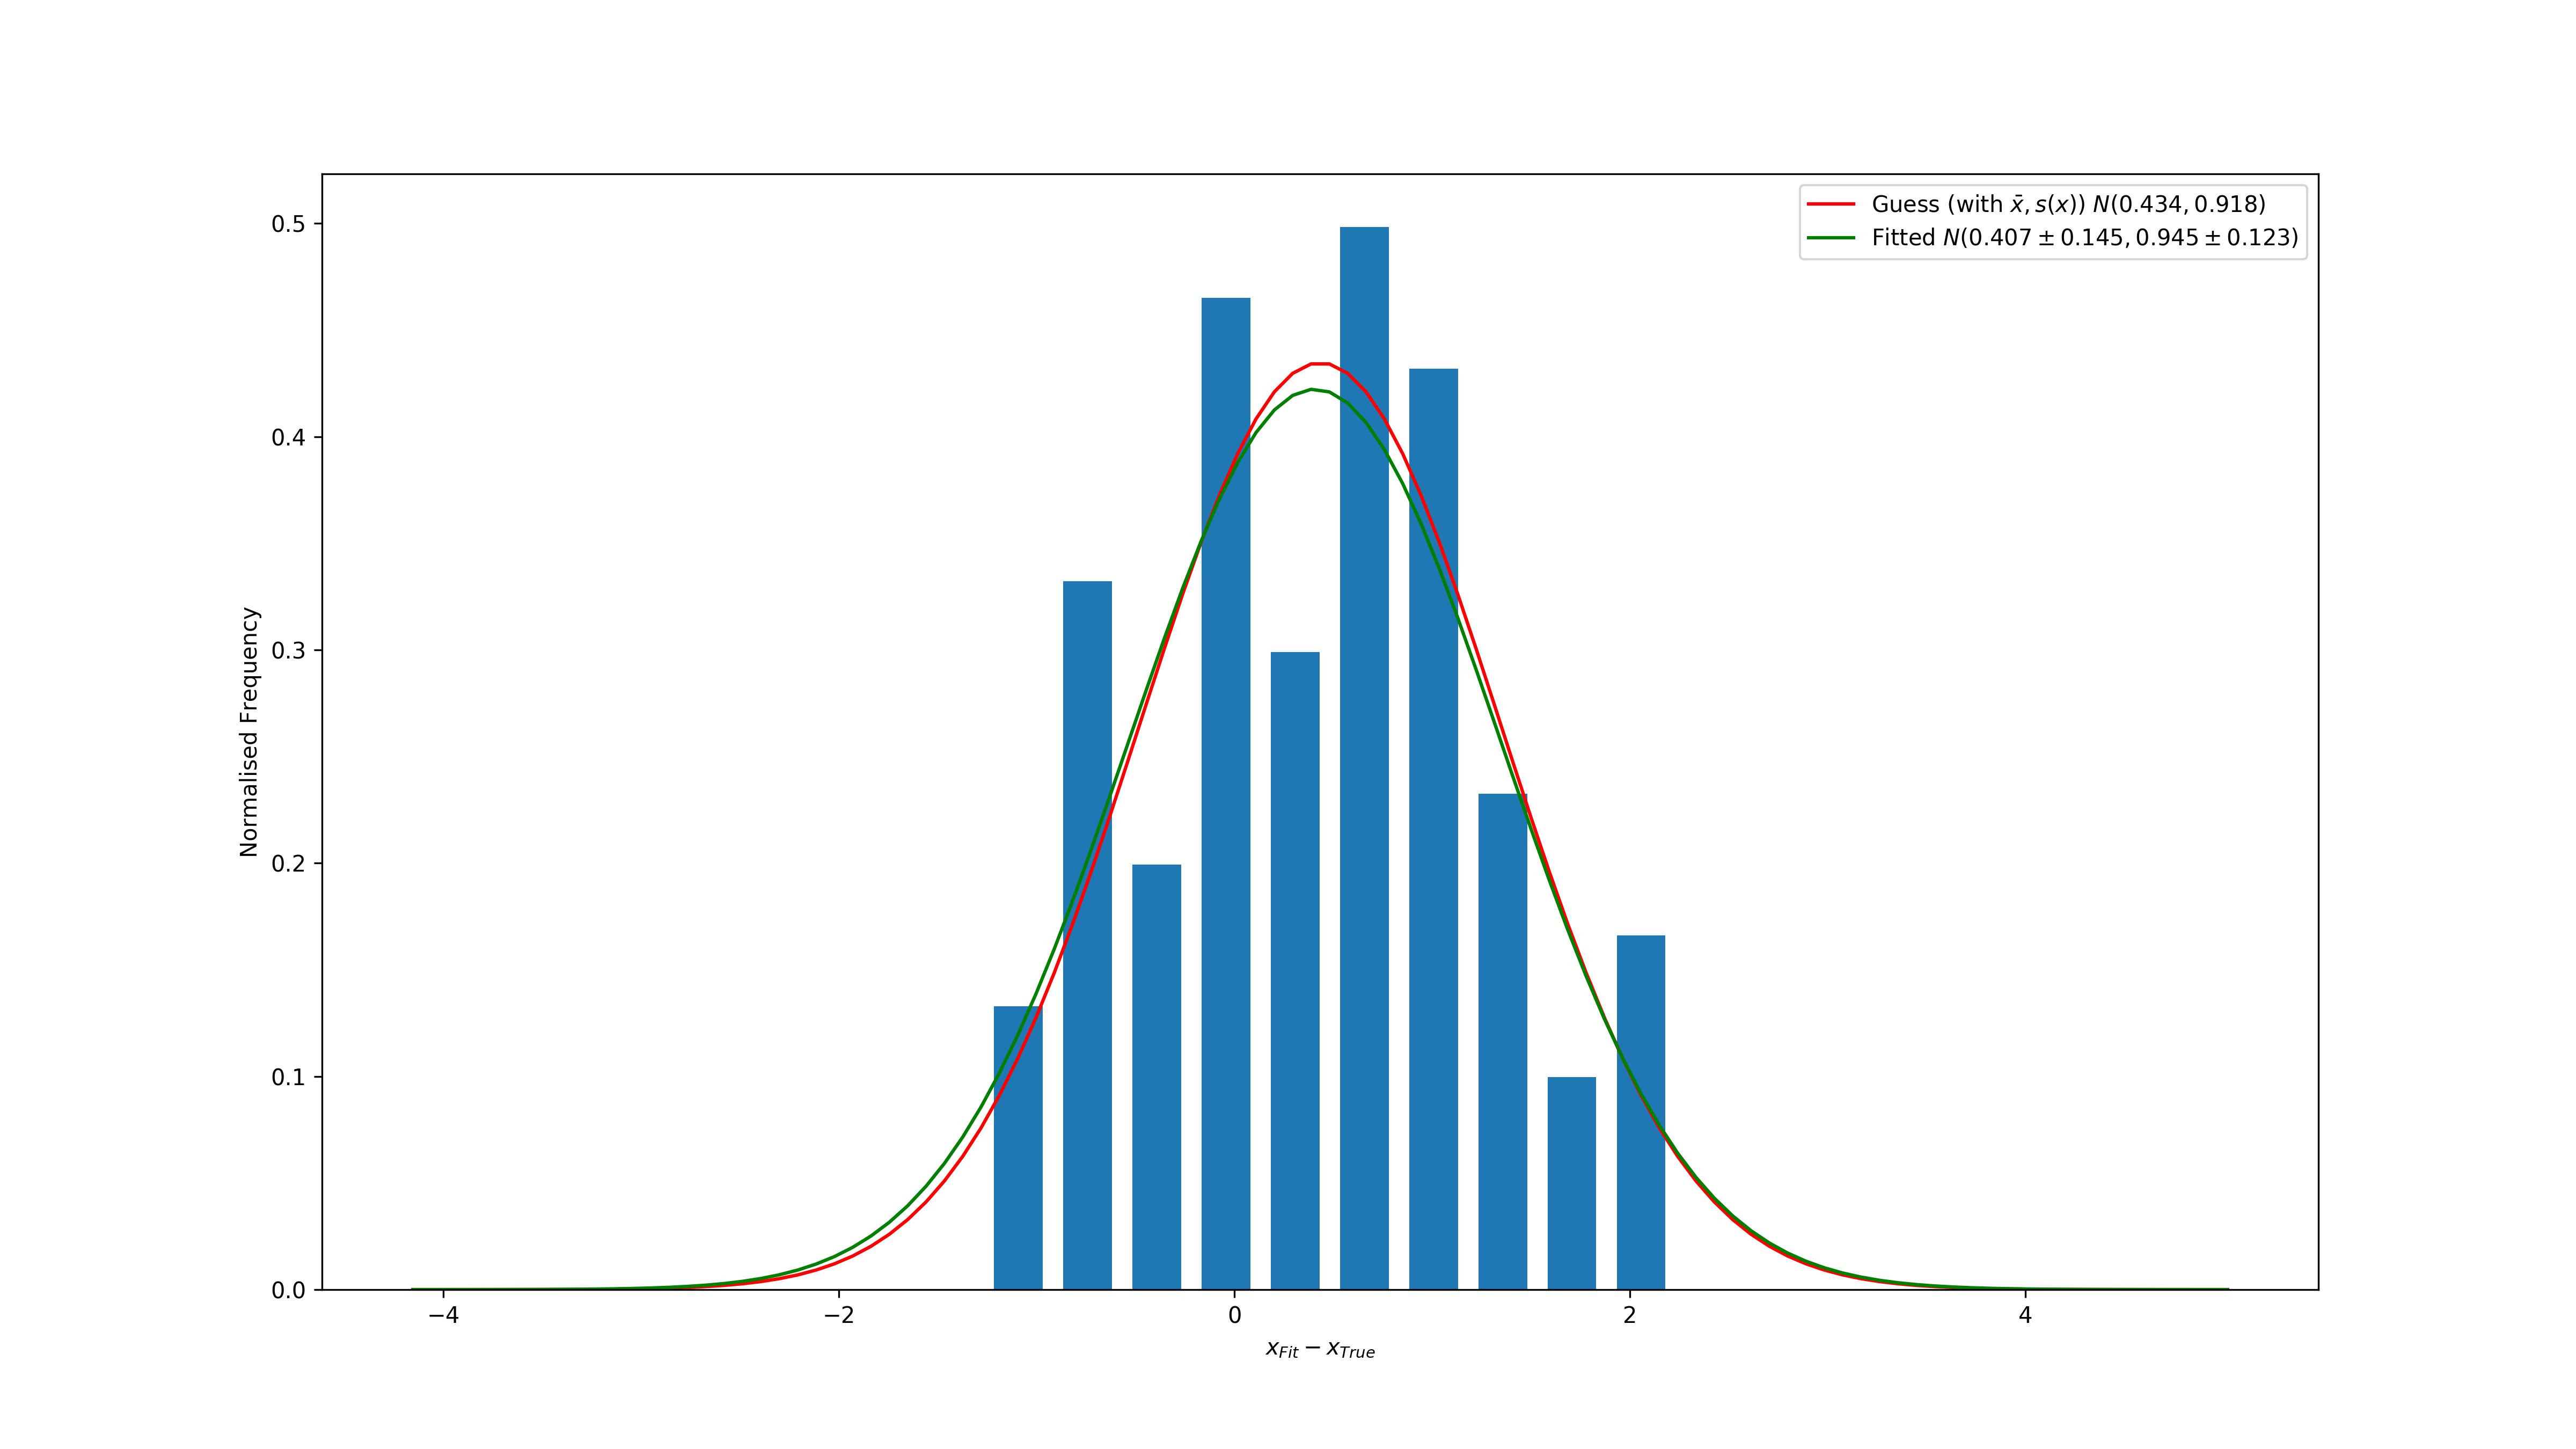 Guess (with x̄, s(x)) N(0.434, 0.918)
Fitted N(0.407 ± 0.145, 0.945 ± 0.123)
Normalised Frequency
0.5
0.4
0.3
0.2
0.1
0.0
−4 −2 0 2 4
x_Fit − x_True